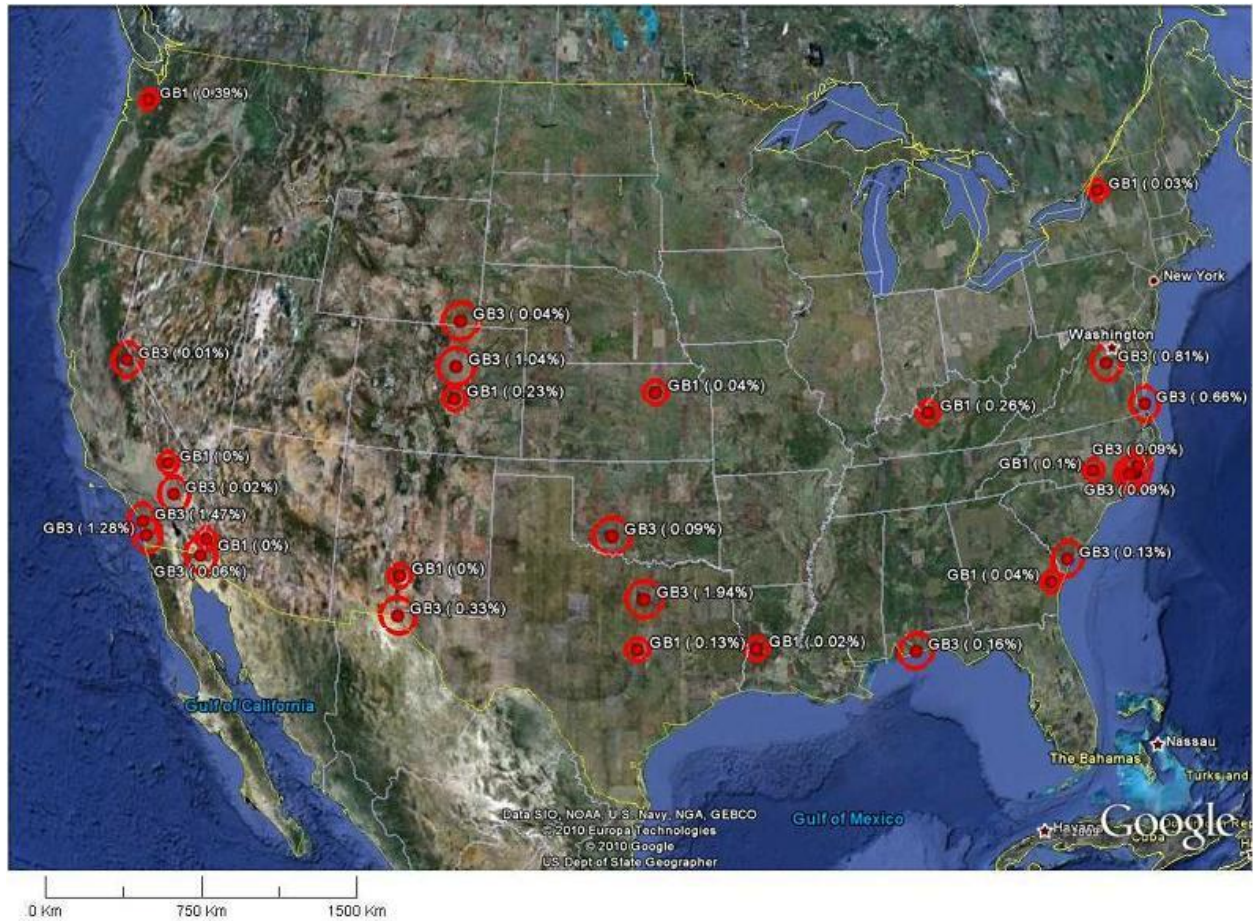 GB1 ( 0.39%)
GB1 ( 0.03%)
New York
GB3 ( 0.04%)
Washington
GB3 ( 0.01%)
GB3 ( 1.04%)
GB3 ( 0.81%)
GB1 ( 0.23%)
GB1 ( 0.04%)
GB3 ( 0.66%)
GB1 ( 0.26%)
GB3 ( 0.09%)
GB1 ( 0%)
GB1 ( 0.1%)
GB3 ( 0.02%)
GB3 ( 0.09%)
GB3 ( 1.47%)
GB3 ( 1.28%)
GB3 ( 0.09%)
GB1 ( 0%)
GB3 ( 0.13%)
GB3 ( 0.06%)
GB1 ( 0%)
GB1 ( 0.04%)
GB3 ( 1.94%)
GB3 ( 0.33%)
GB1 ( 0.13%)
GB1 ( 0.02%)
GB3 ( 0.16%)
Gulf of California
Nassau
The Bahamas
Turks and
Data SIO, NOAA, U.S. Navy, NGA, GEBCO
© 2010 Europa Technologies
© 2010 Google
US Dept of State Geographer
Gulf of Mexico
Google
Cuba
0 Km 750 Km 1500 Km